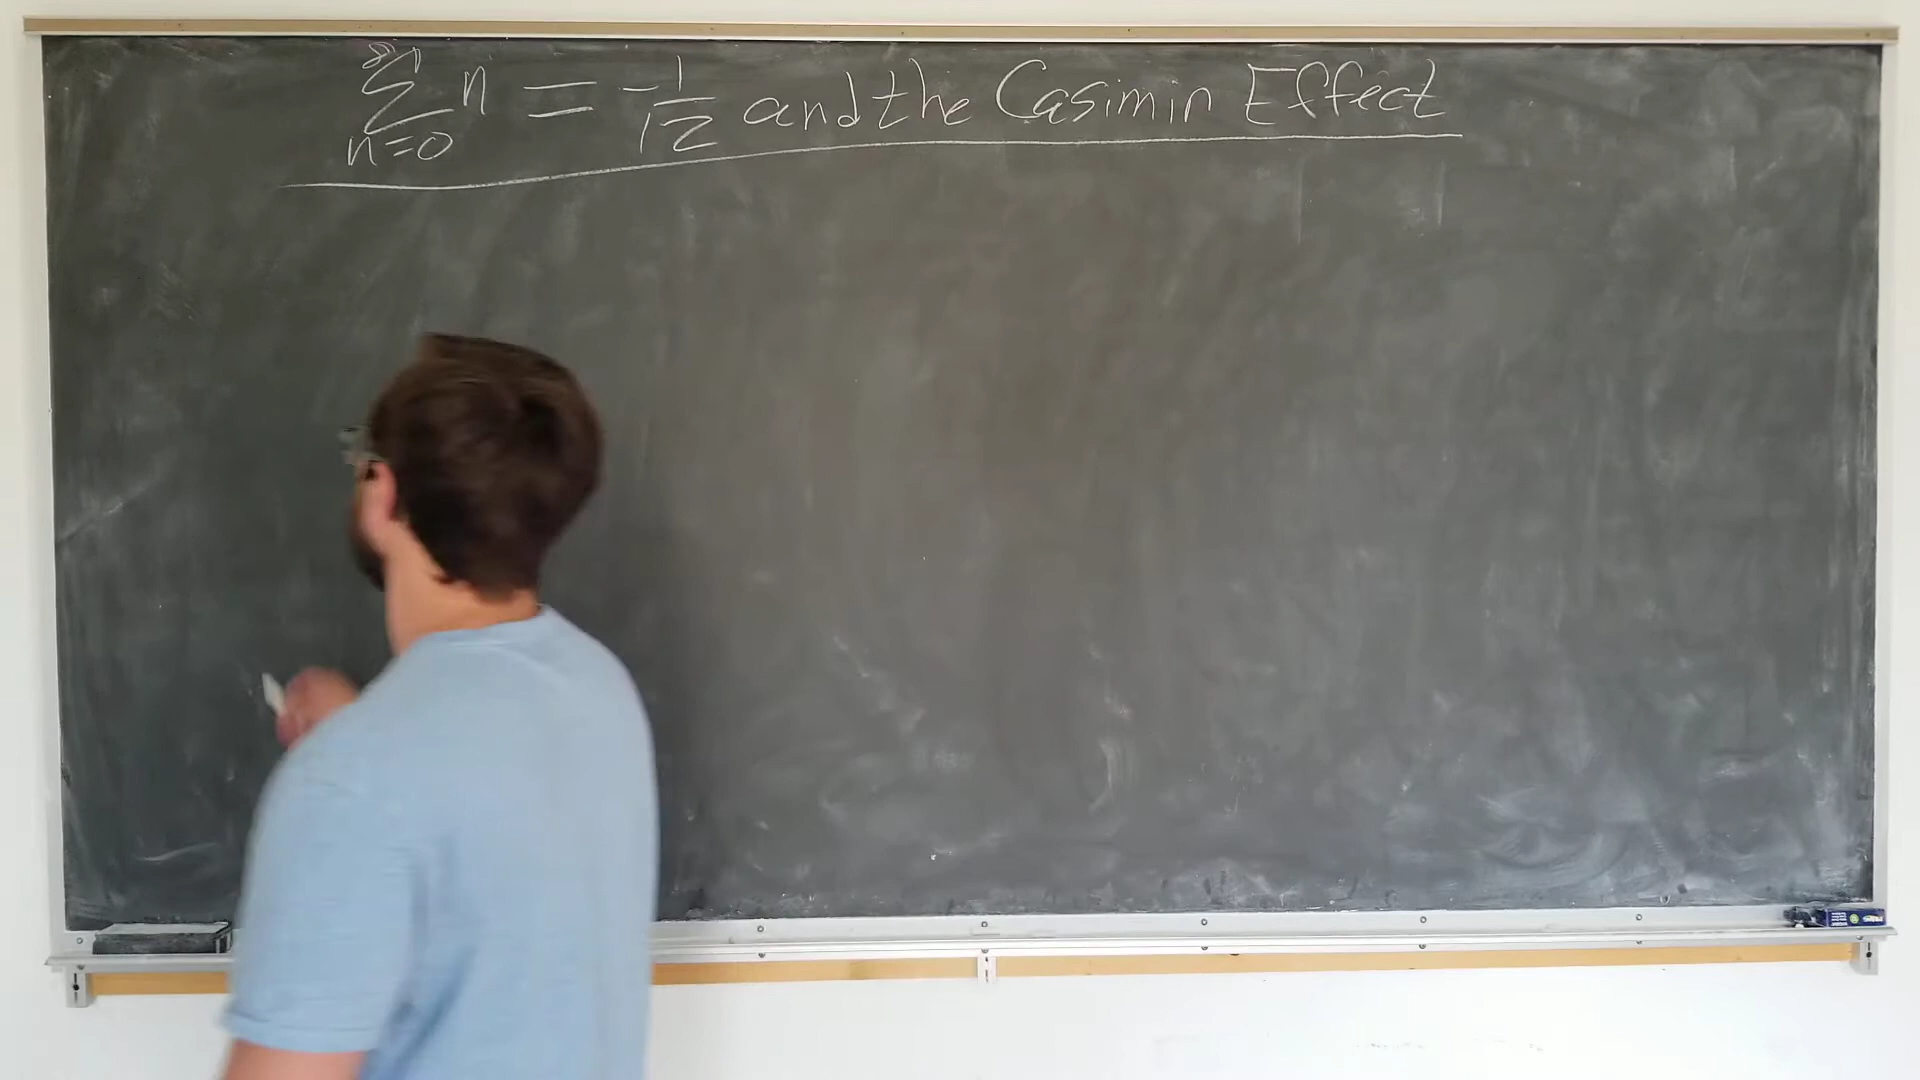 ∞
∑ n = -1/12 and the Casimir Effect
n=0